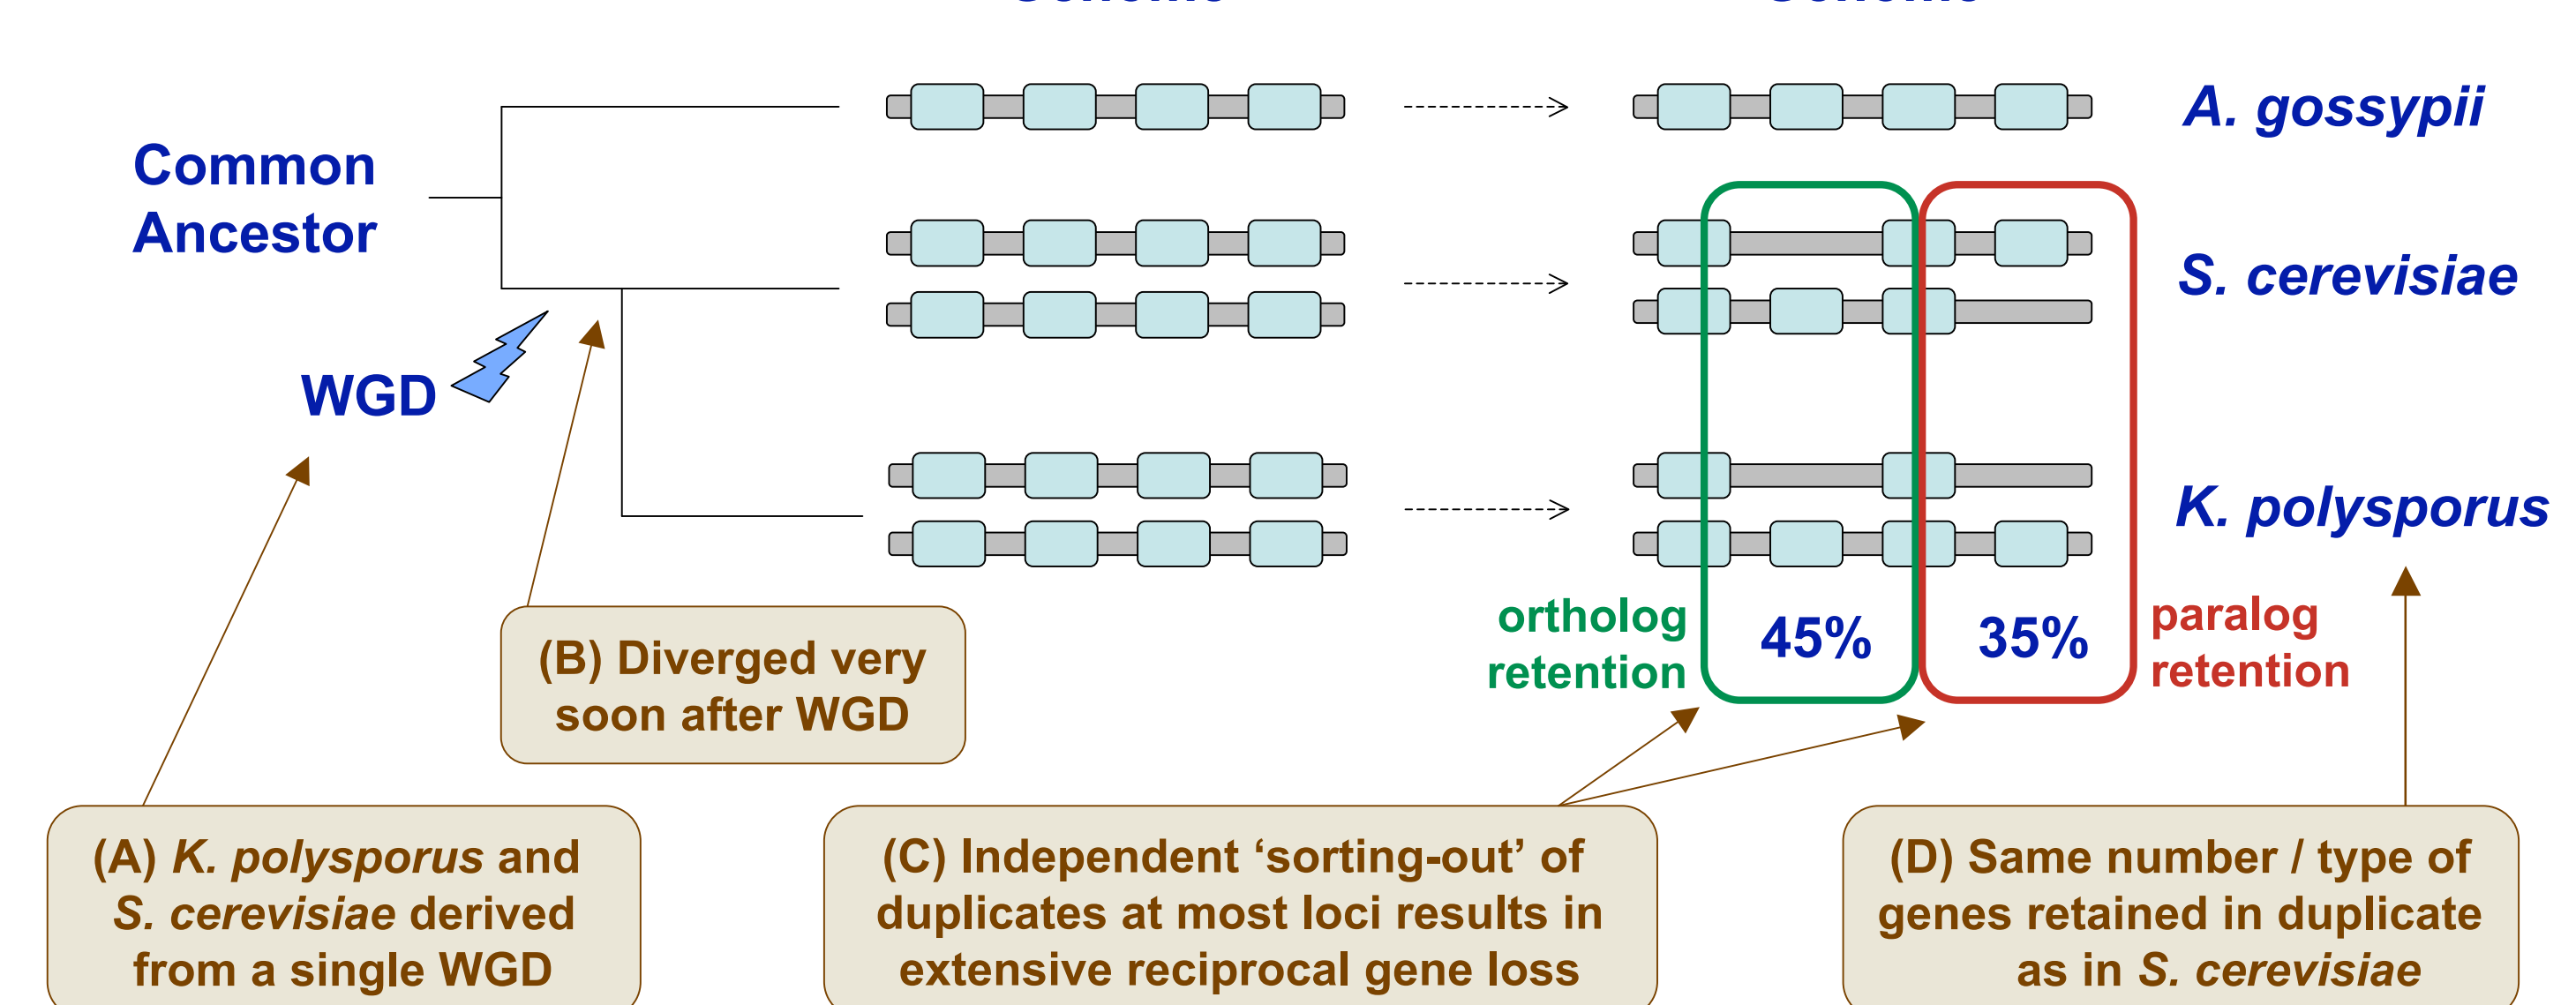 A. gossypii
Common
Ancestor
S. cerevisiae
WGD
K. polysporus
ortholog
retention
45%
35%
paralog
retention
(B) Diverged very
soon after WGD
(A) K. polysporus and
S. cerevisiae derived
from a single WGD
(C) Independent ‘sorting-out’ of
duplicates at most loci results in
extensive reciprocal gene loss
(D) Same number / type of
genes retained in duplicate
as in S. cerevisiae